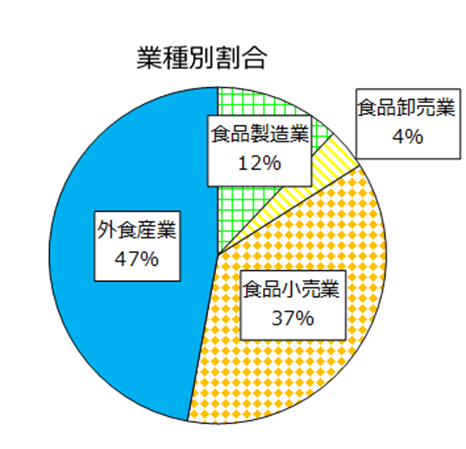 業種別割合
食品製造業
12%
食品卸売業
4%
食品小売業
37%
外食産業
47%